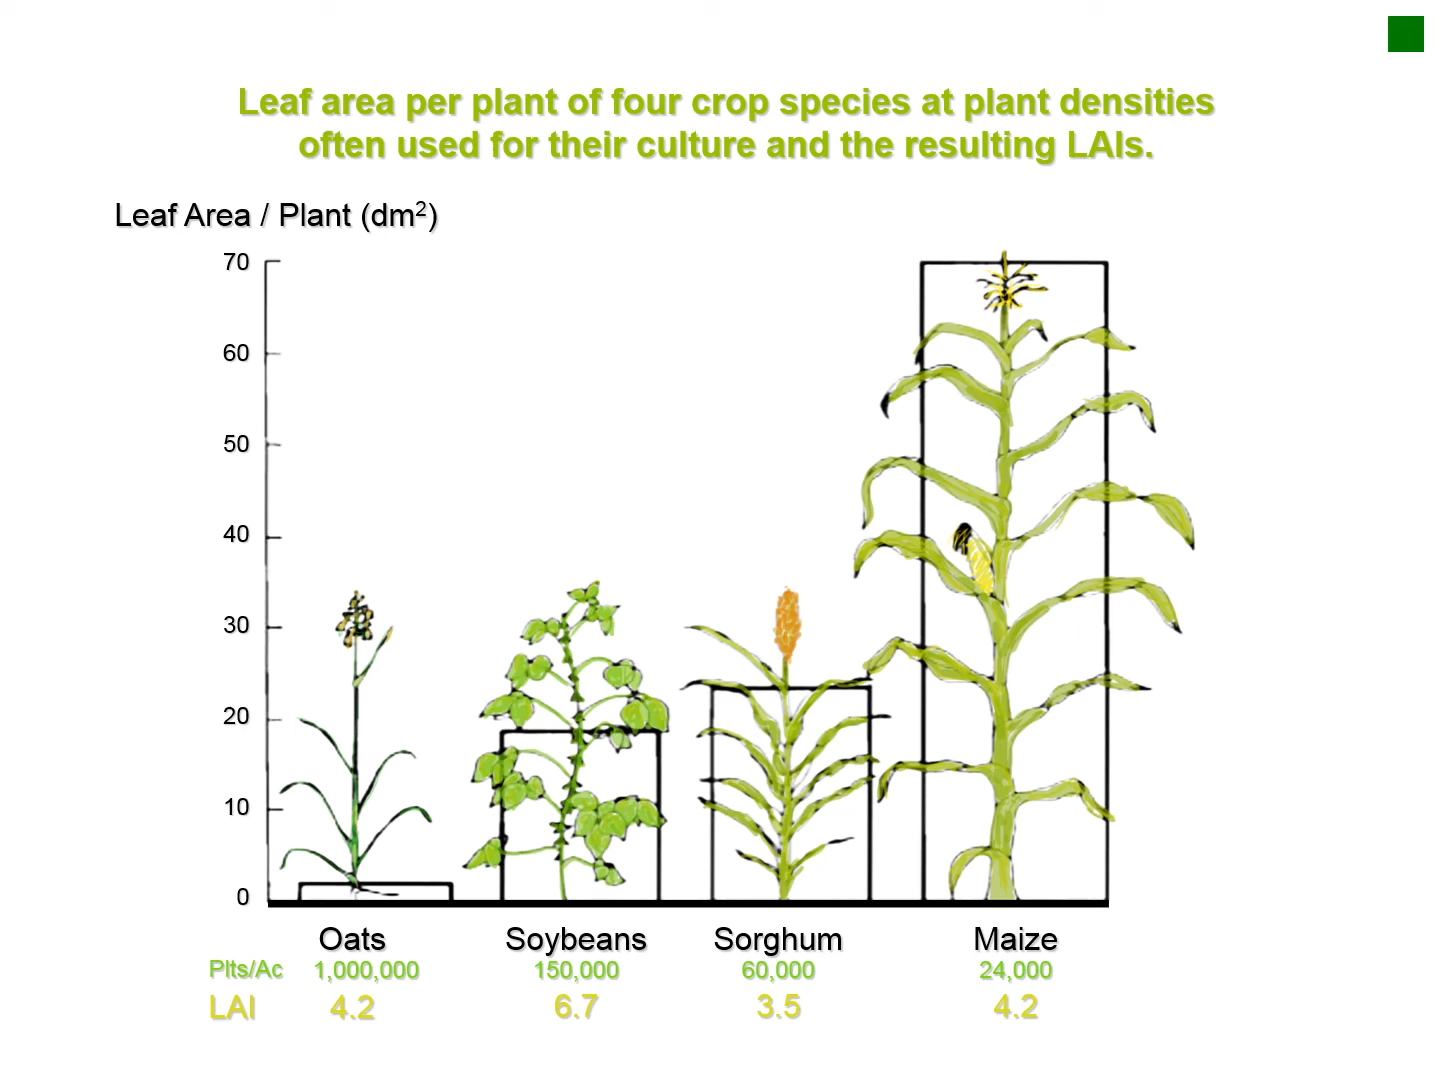 Leaf area per plant of four crop species at plant densities
often used for their culture and the resulting LAIs.
Leaf Area / Plant (dm²)
70
60
50
40
30
20
10
0
Oats Soybeans Sorghum Maize
Plts/Ac 1,000,000 150,000 60,000 24,000
LAI 4.2 6.7 3.5 4.2